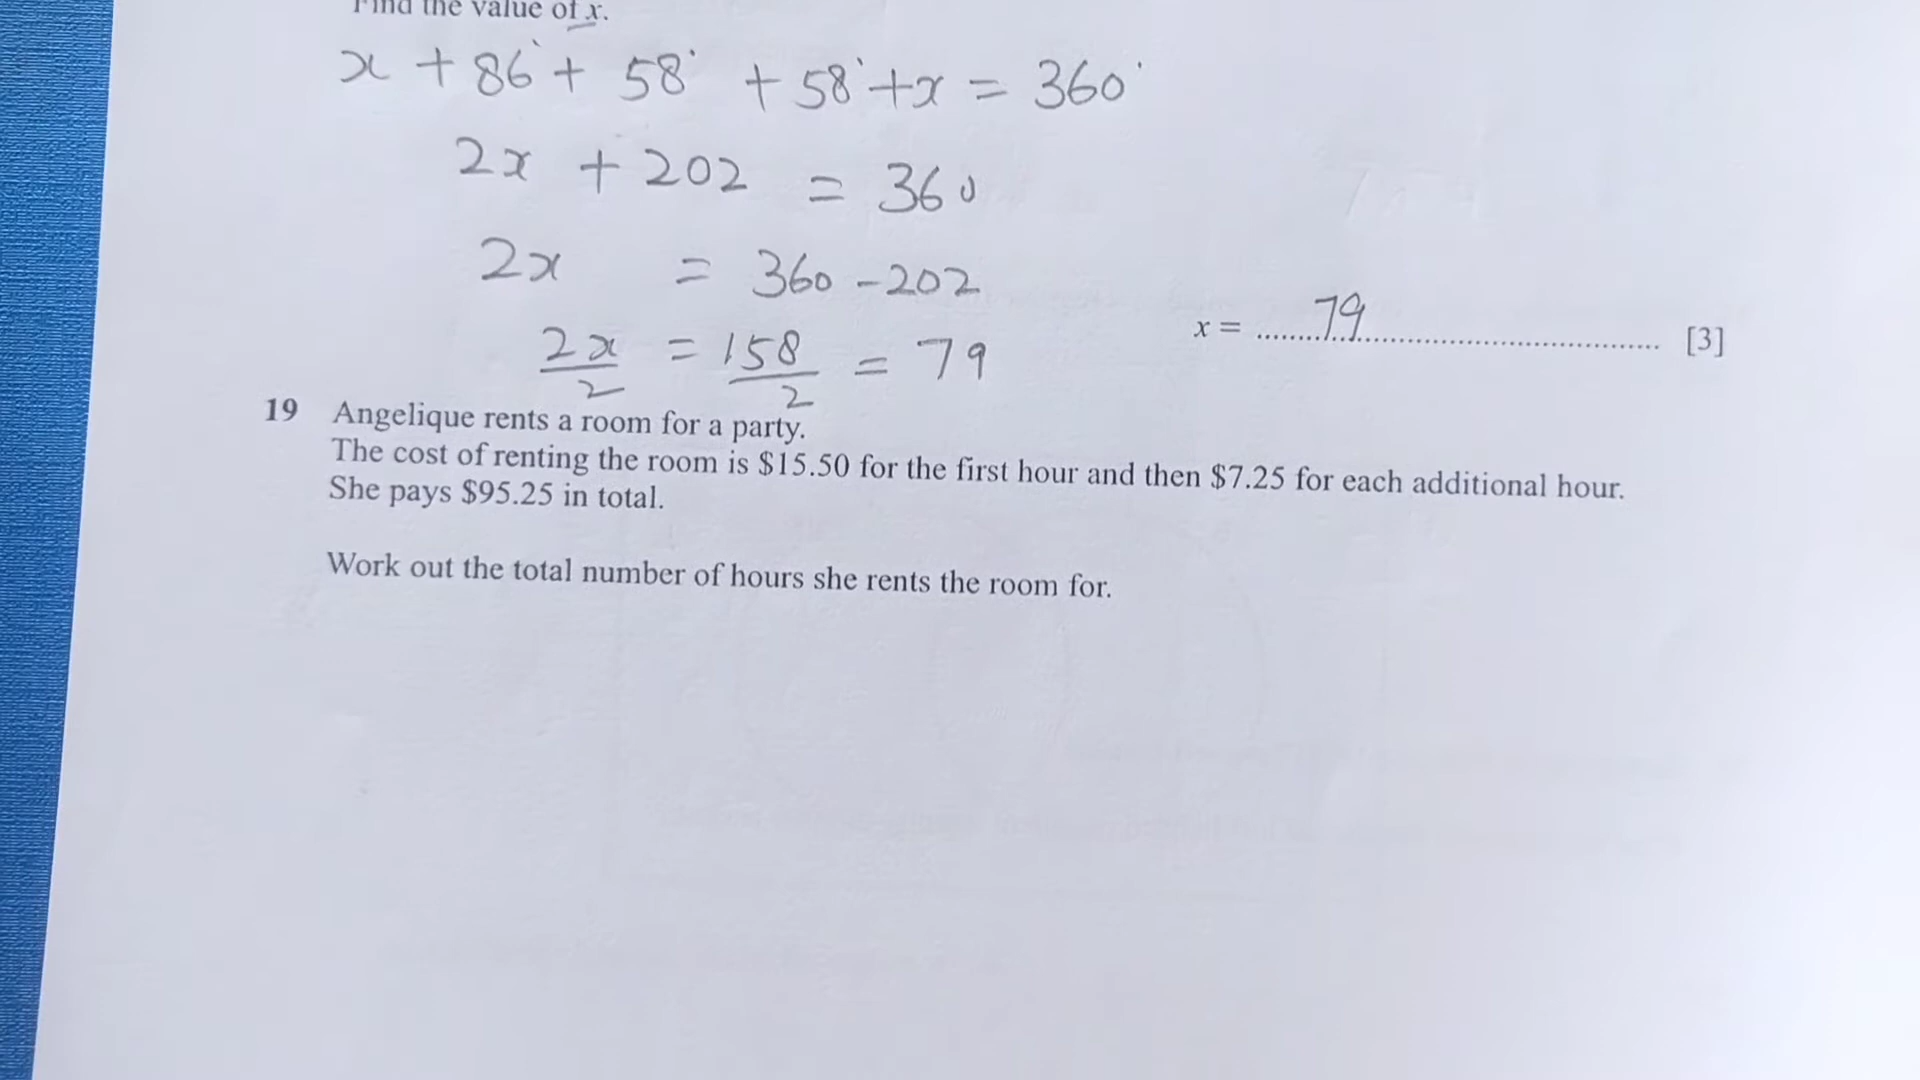 Find the value of x.
x + 86° + 58° + 58° + x = 360°
2x + 202 = 360
2x = 360 - 202
2x/2 = 158/2 = 79
x = ........79........ [3]
19 Angelique rents a room for a party.
The cost of renting the room is $15.50 for the first hour and then $7.25 for each additional hour.
She pays $95.25 in total.
Work out the total number of hours she rents the room for.